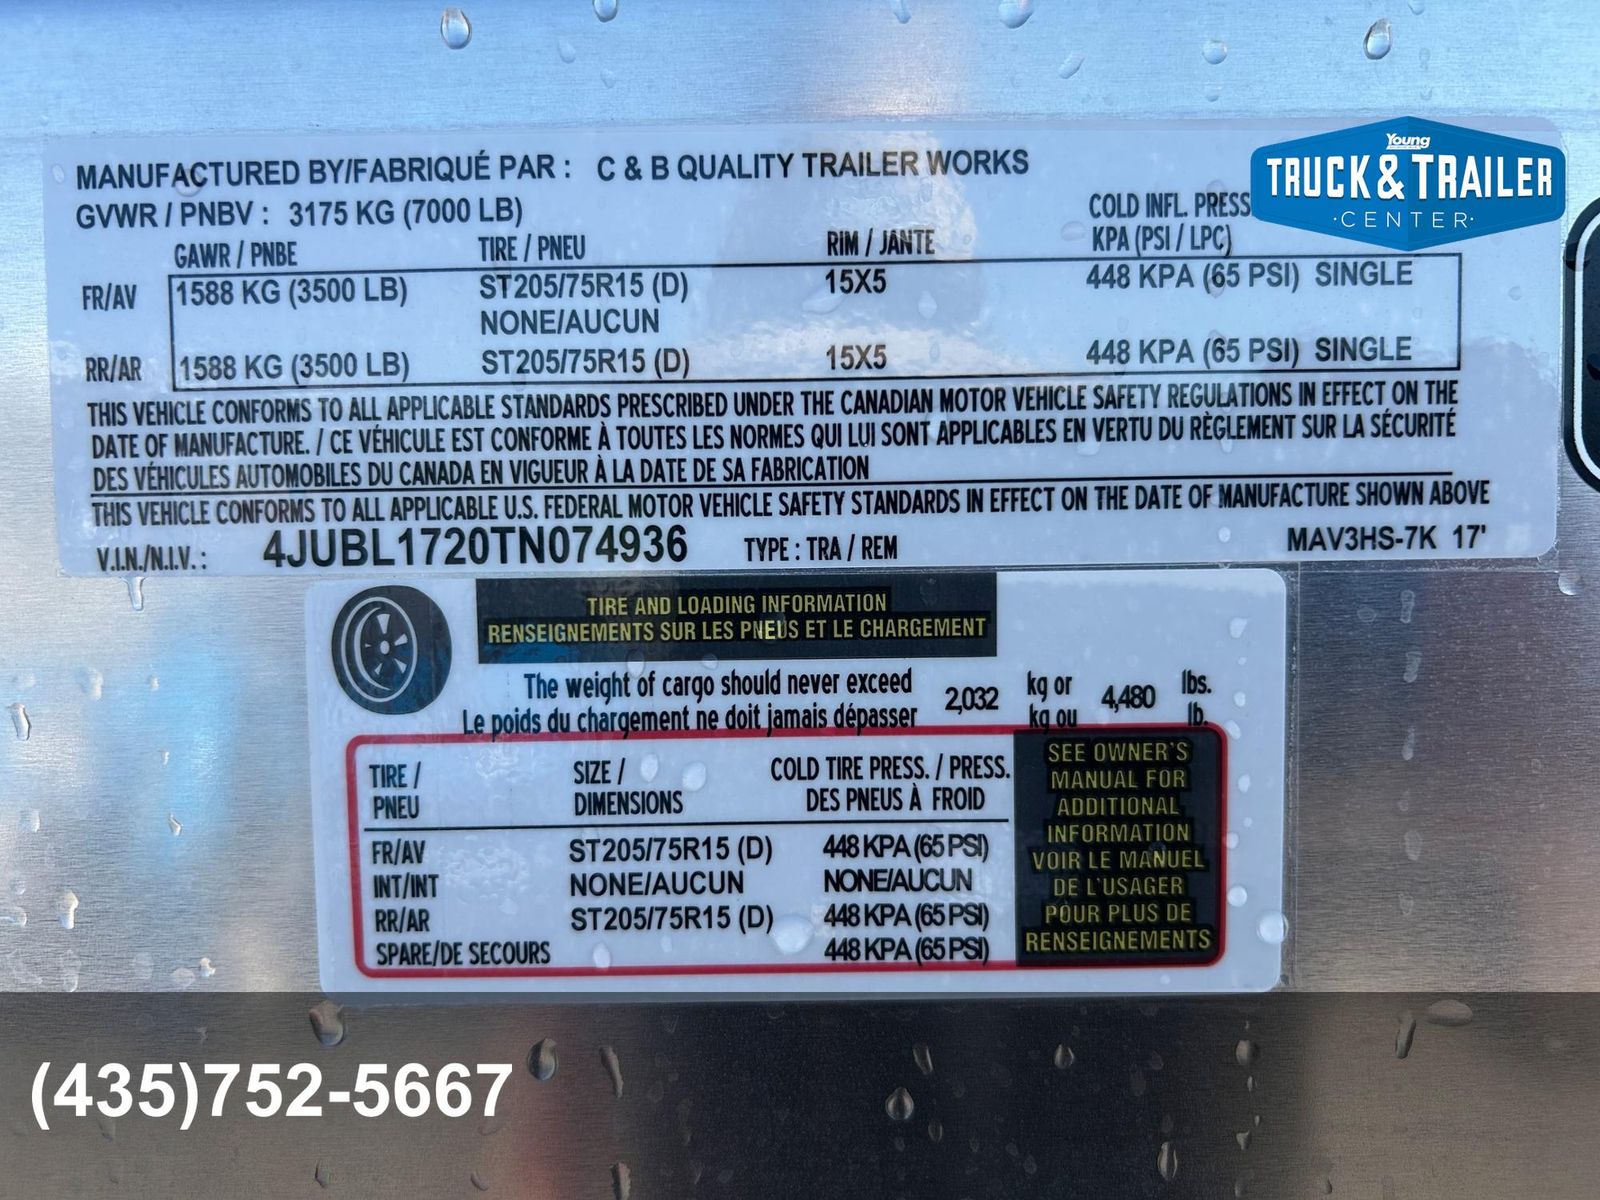 Young
TRUCK & TRAILER
CENTER
MANUFACTURED BY/FABRIQUÉ PAR : C & B QUALITY TRAILER WORKS
GVWR / PNBV : 3175 KG (7000 LB)
GAWR / PNBE TIRE / PNEU RIM / JANTE COLD INFL. PRESS
KPA (PSI / LPC)
FR/AV 1588 KG (3500 LB) ST205/75R15 (D) 15X5 448 KPA (65 PSI) SINGLE
NONE/AUCUN
RR/AR 1588 KG (3500 LB) ST205/75R15 (D) 15X5 448 KPA (65 PSI) SINGLE
THIS VEHICLE CONFORMS TO ALL APPLICABLE STANDARDS PRESCRIBED UNDER THE CANADIAN MOTOR VEHICLE SAFETY REGULATIONS IN EFFECT ON THE
DATE OF MANUFACTURE. / CE VÉHICULE EST CONFORME À TOUTES LES NORMES QUI LUI SONT APPLICABLES EN VERTU DU RÈGLEMENT SUR LA SÉCURITÉ
DES VÉHICULES AUTOMOBILES DU CANADA EN VIGUEUR À LA DATE DE SA FABRICATION
THIS VEHICLE CONFORMS TO ALL APPLICABLE U.S. FEDERAL MOTOR VEHICLE SAFETY STANDARDS IN EFFECT ON THE DATE OF MANUFACTURE SHOWN ABOVE
V.I.N./N.I.V. : 4JUBL1720TN074936 TYPE : TRA / REM MAV3HS-7K 17'
TIRE AND LOADING INFORMATION
RENSEIGNEMENTS SUR LES PNEUS ET LE CHARGEMENT
The weight of cargo should never exceed 2,032 kg or 4,480 lbs.
Le poids du chargement ne doit jamais dépasser kg ou lb.
TIRE / SIZE / COLD TIRE PRESS. / PRESS.
PNEU DIMENSIONS DES PNEUS À FROID
FR/AV ST205/75R15 (D) 448 KPA (65 PSI)
INT/INT NONE/AUCUN NONE/AUCUN
RR/AR ST205/75R15 (D) 448 KPA (65 PSI)
SPARE/DE SECOURS 448 KPA (65 PSI)
SEE OWNER'S
MANUAL FOR
ADDITIONAL
INFORMATION
VOIR LE MANUEL
DE L'USAGER
POUR PLUS DE
RENSEIGNEMENTS
(435)752-5667